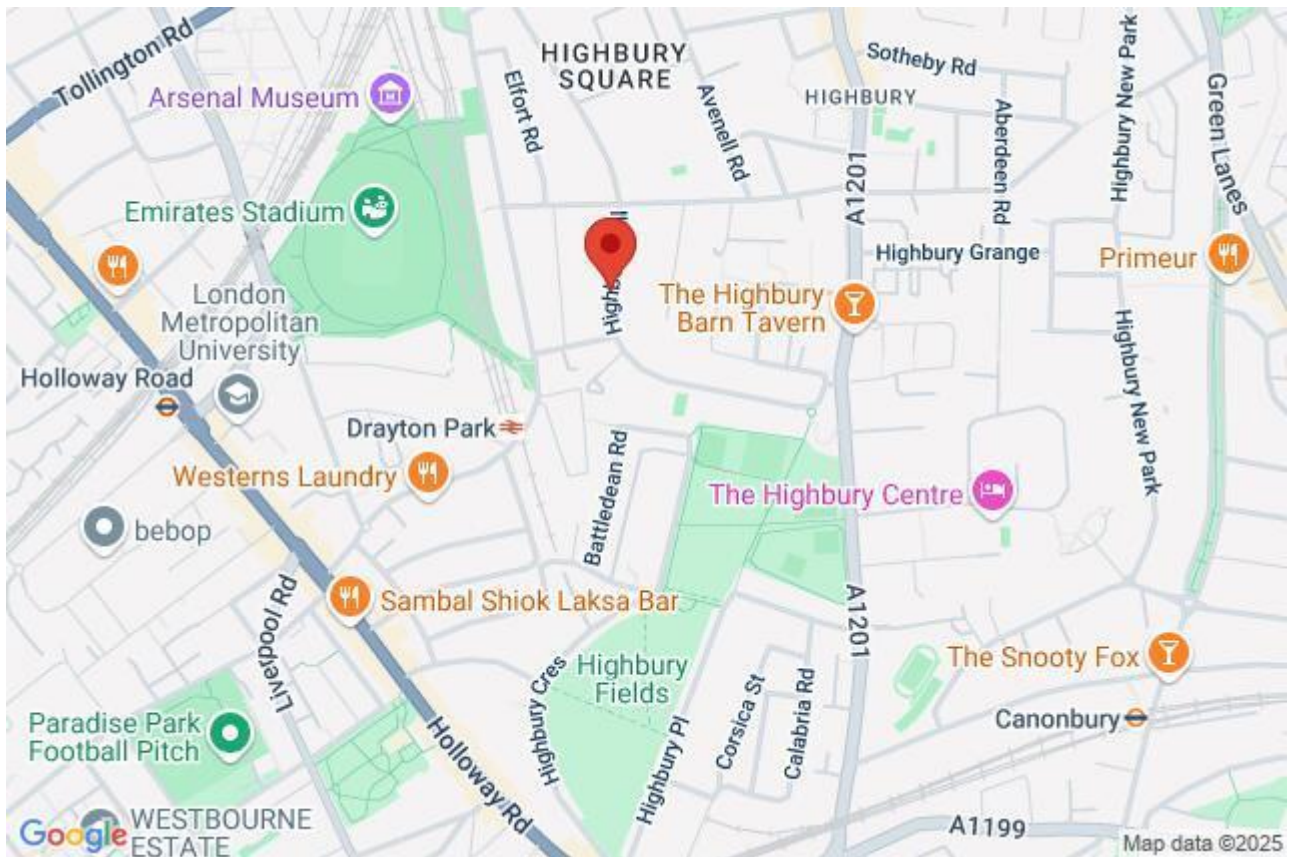 Tollington Rd
HIGHBURY
SQUARE
Sotheby Rd
Highbury New Park
Arsenal Museum
Elfort Rd
Avenell Rd
HIGHBURY
Green Lanes
Aberdeen Rd
A1201
Emirates Stadium
Highbury Grange
Primeur
London
Metropolitan
University
The Highbury
Barn Tavern
Highbury New Park
Holloway Road
Drayton Park
Battledean Rd
Westerns Laundry
The Highbury Centre
bebop
Liverpool Rd
Sambal Shiok Laksa Bar
A1201
Highbury Cres
Highbury
Fields
Corsica St
Calabria Rd
The Snooty Fox
Canonbury
Paradise Park
Football Pitch
Holloway Rd
Highbury Pl
Google
WESTBOURNE
ESTATE
A1199
Map data ©2025